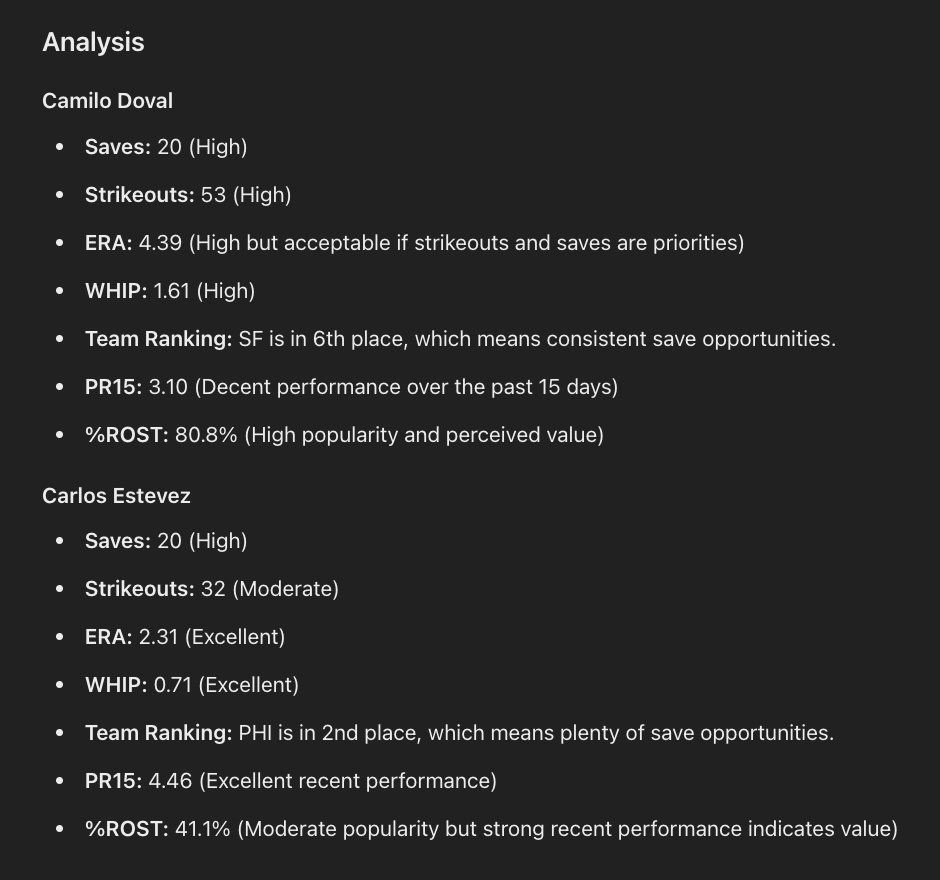 Analysis
Camilo Doval
• Saves: 20 (High)
• Strikeouts: 53 (High)
• ERA: 4.39 (High but acceptable if strikeouts and saves are priorities)
• WHIP: 1.61 (High)
• Team Ranking: SF is in 6th place, which means consistent save opportunities.
• PR15: 3.10 (Decent performance over the past 15 days)
• %ROST: 80.8% (High popularity and perceived value)
Carlos Estevez
• Saves: 20 (High)
• Strikeouts: 32 (Moderate)
• ERA: 2.31 (Excellent)
• WHIP: 0.71 (Excellent)
• Team Ranking: PHI is in 2nd place, which means plenty of save opportunities.
• PR15: 4.46 (Excellent recent performance)
• %ROST: 41.1% (Moderate popularity but strong recent performance indicates value)